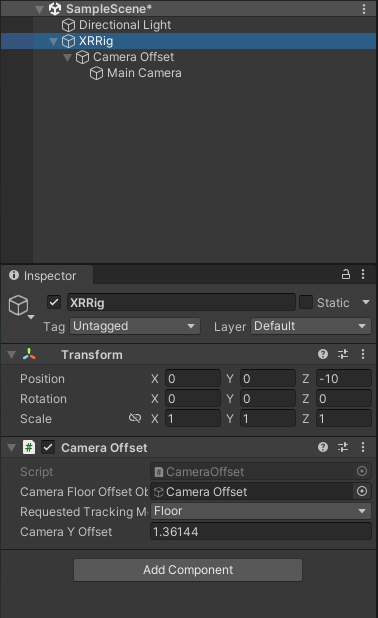 SampleScene*
Directional Light
XRRig
Camera Offset
Main Camera
Inspector
XRRig Static
Tag Untagged Layer Default
Transform
Position X 0 Y 0 Z -10
Rotation X 0 Y 0 Z 0
Scale X 1 Y 1 Z 1
# Camera Offset
Script # CameraOffset
Camera Floor Offset Ob Camera Offset
Requested Tracking M Floor
Camera Y Offset 1.36144
Add Component